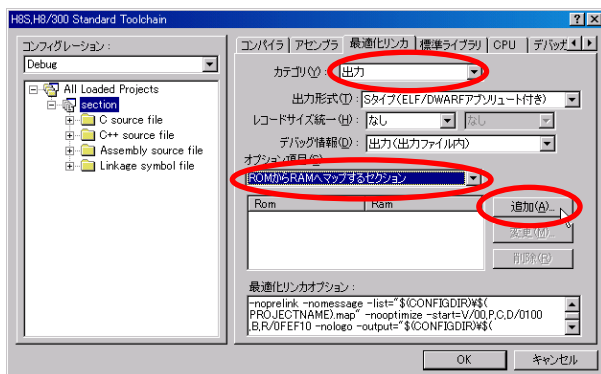 H8S,H8/300 Standard Toolchain
コンフィグレーション :
Debug
All Loaded Projects
section
C source file
C++ source file
Assembly source file
Linkage symbol file
コンパイラ アセンブラ 最適化リンカ 標準ライブラリ CPU デバッガ
カテゴリ(Y) : 出力
出力形式(T) : Sタイプ(ELF/DWARFアブソリュート付き)
レコードサイズ統一(H) : なし なし
デバッグ情報(D) : 出力(出力ファイル内)
オプション項目(S)
ROMからRAMへマップするセクション
Rom Ram
追加(A)...
変更(M)...
削除(R)
最適化リンカオプション :
-noprelink -nomessage -list="$(CONFIGDIR)¥$(
PROJECTNAME).map" -nooptimize -start=V/00,P,C,D/0100
,B,R/0FEF10 -nologo -output="$(CONFIGDIR)¥$(
OK キャンセル